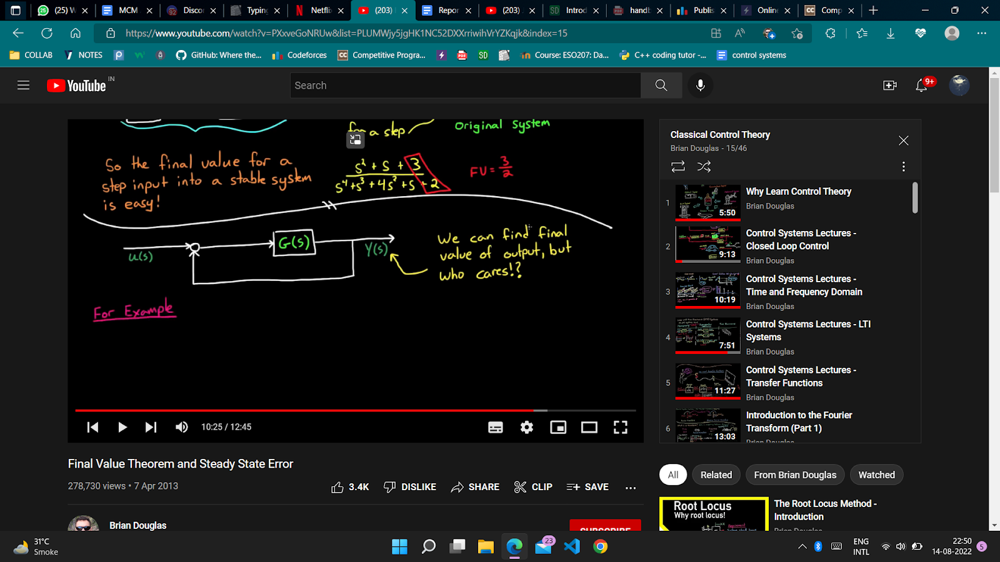 (25) W
MCM
Disco
Typing
Netfli
(203)
Repor
(203)
Introd
handb
Publis
Online
Comp
https://www.youtube.com/watch?v=PXxveGoNRUw&list=PLUMWjy5jgHK1NC52DXXrriwihVrYZKqjk&index=15
COLLAB
NOTES
GitHub: Where the...
Codeforces
CC
Competitive Progra...
SD
Course: ESO207: Da...
C++ coding tutor -...
control systems
YouTube IN
Search
9+
for a step
Original System
So the final value for a
step input into a stable system
is easy!
s² + s + 3
s⁴ + s³ + 4s² + s + 2
FV = 3/2
u(s)
G(s)
Y(s)
We can find final
value of output, but
who cares!?
For Example
10:25 / 12:45
Classical Control Theory
Brian Douglas - 15/46
1
5:50
Why Learn Control Theory
Brian Douglas
2
9:13
Control Systems Lectures -
Closed Loop Control
Brian Douglas
3
10:19
Control Systems Lectures -
Time and Frequency Domain
Brian Douglas
4
7:51
Control Systems Lectures - LTI
Systems
Brian Douglas
5
11:27
Control Systems Lectures -
Transfer Functions
Brian Douglas
6
13:03
Introduction to the Fourier
Transform (Part 1)
Brian Douglas
Final Value Theorem and Steady State Error
278,730 views • 7 Apr 2013
3.4K
DISLIKE
SHARE
CLIP
SAVE
Brian Douglas
SUBSCRIBE
All
Related
From Brian Douglas
Watched
Root Locus
Why root locus!
The Root Locus Method -
Introduction
Brian Douglas
31°C
Smoke
23
ENG
INTL
22:50
14-08-2022
5